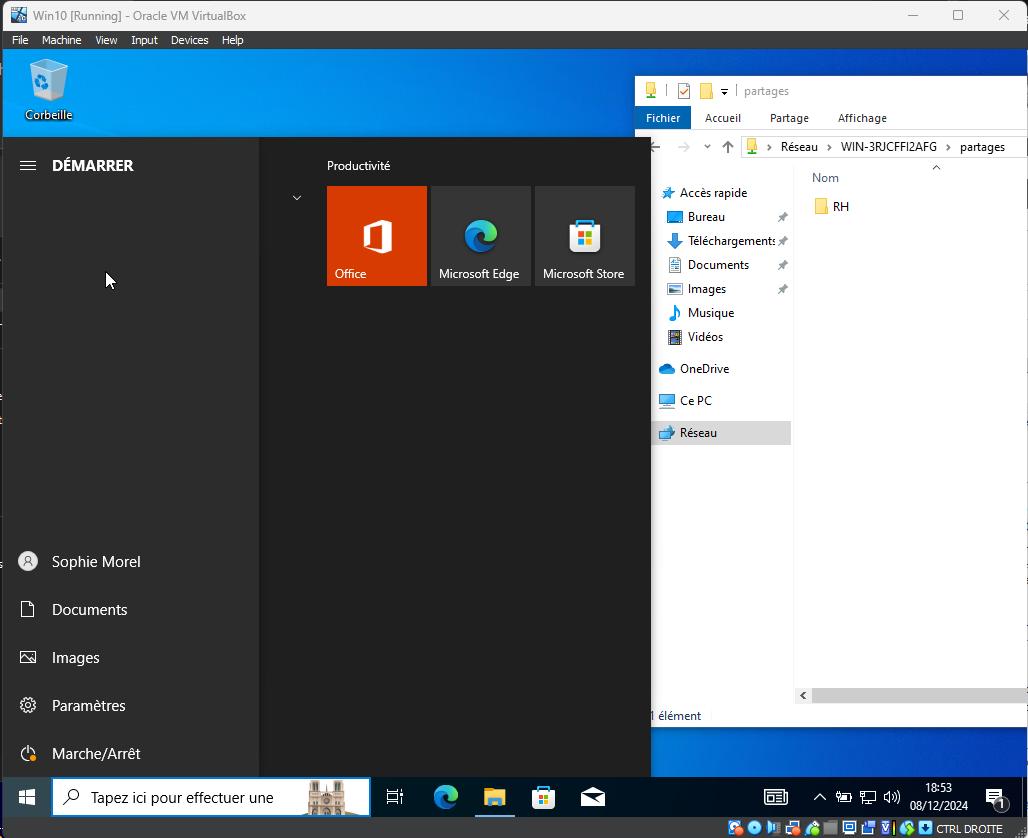 Win10 [Running] - Oracle VM VirtualBox
File Machine View Input Devices Help
Corbeille
partages
Fichier Accueil Partage Affichage
Réseau > WIN-3RJCFFI2AFG > partages
DÉMARRER
Productivité
Office
Microsoft Edge
Microsoft Store
Sophie Morel
Documents
Images
Paramètres
Marche/Arrêt
Accès rapide
Bureau
Téléchargements
Documents
Images
Musique
Vidéos
OneDrive
Ce PC
Réseau
Nom
RH
1 élément
Tapez ici pour effectuer une
18:53
08/12/2024
1
CTRL DROITE